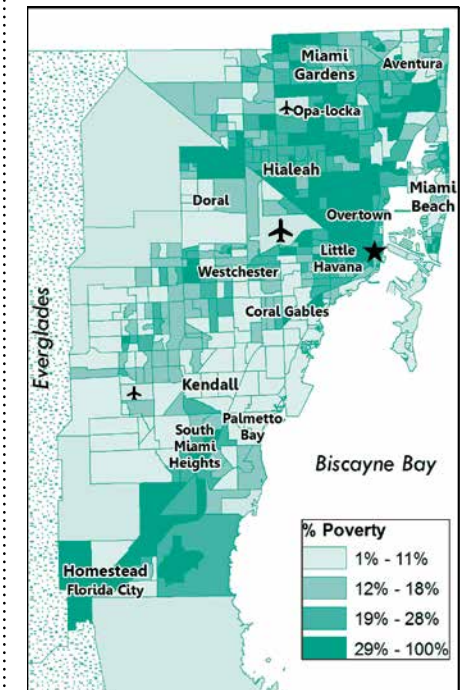 Miami
Gardens
Aventura
Opa-locka
Hialeah
Miami
Beach
Doral
Overtown
Little
Havana
Westchester
Coral Gables
Everglades
Kendall
Palmetto
Bay
South
Miami
Heights
Biscayne Bay
% Poverty
1% - 11%
12% - 18%
19% - 28%
29% - 100%
Homestead
Florida City